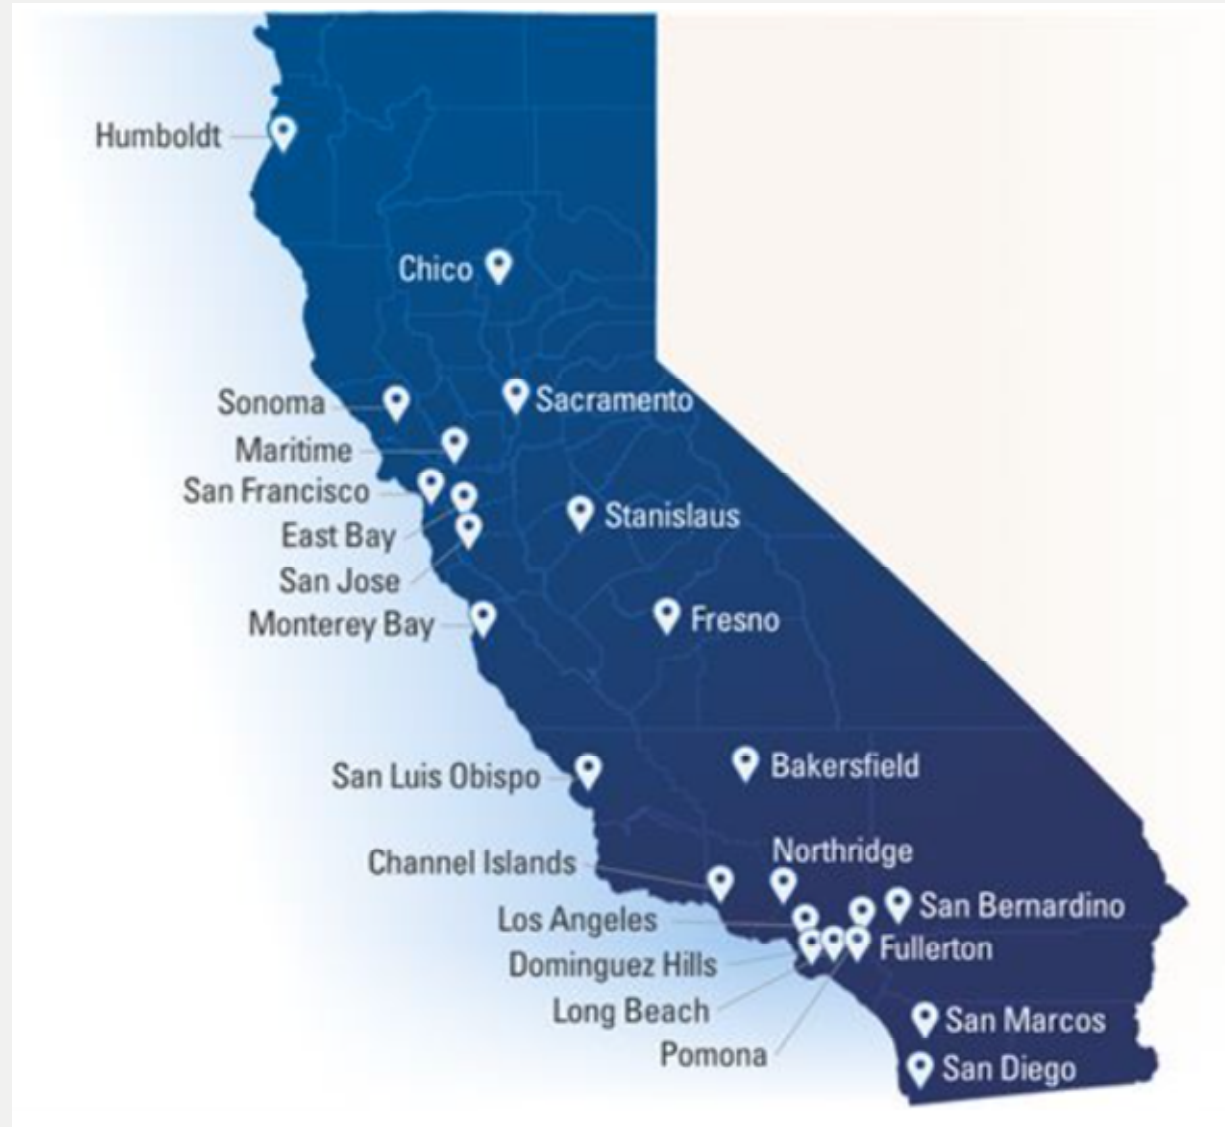 Humboldt
Chico
Sonoma
Sacramento
Maritime
San Francisco
Stanislaus
East Bay
San Jose
Monterey Bay
Fresno
San Luis Obispo
Bakersfield
Northridge
Channel Islands
San Bernardino
Los Angeles
Fullerton
Dominguez Hills
Long Beach
San Marcos
Pomona
San Diego